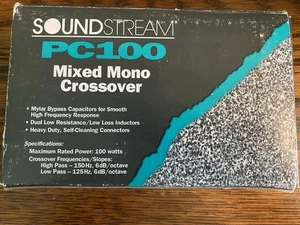 SOUNDSTREAM
PC100
Mixed Mono
Crossover
• Mylar Bypass Capacitors for Smooth
High Frequency Response
• Dual Low Resistance/Low Loss Inductors
• Heavy Duty, Self-Cleaning Connectors
Specifications:
Maximum Rated Power: 100 watts
Crossover Frequencies/Slopes:
High Pass – 150Hz, 6dB/octave
Low Pass – 125Hz, 6dB/octave